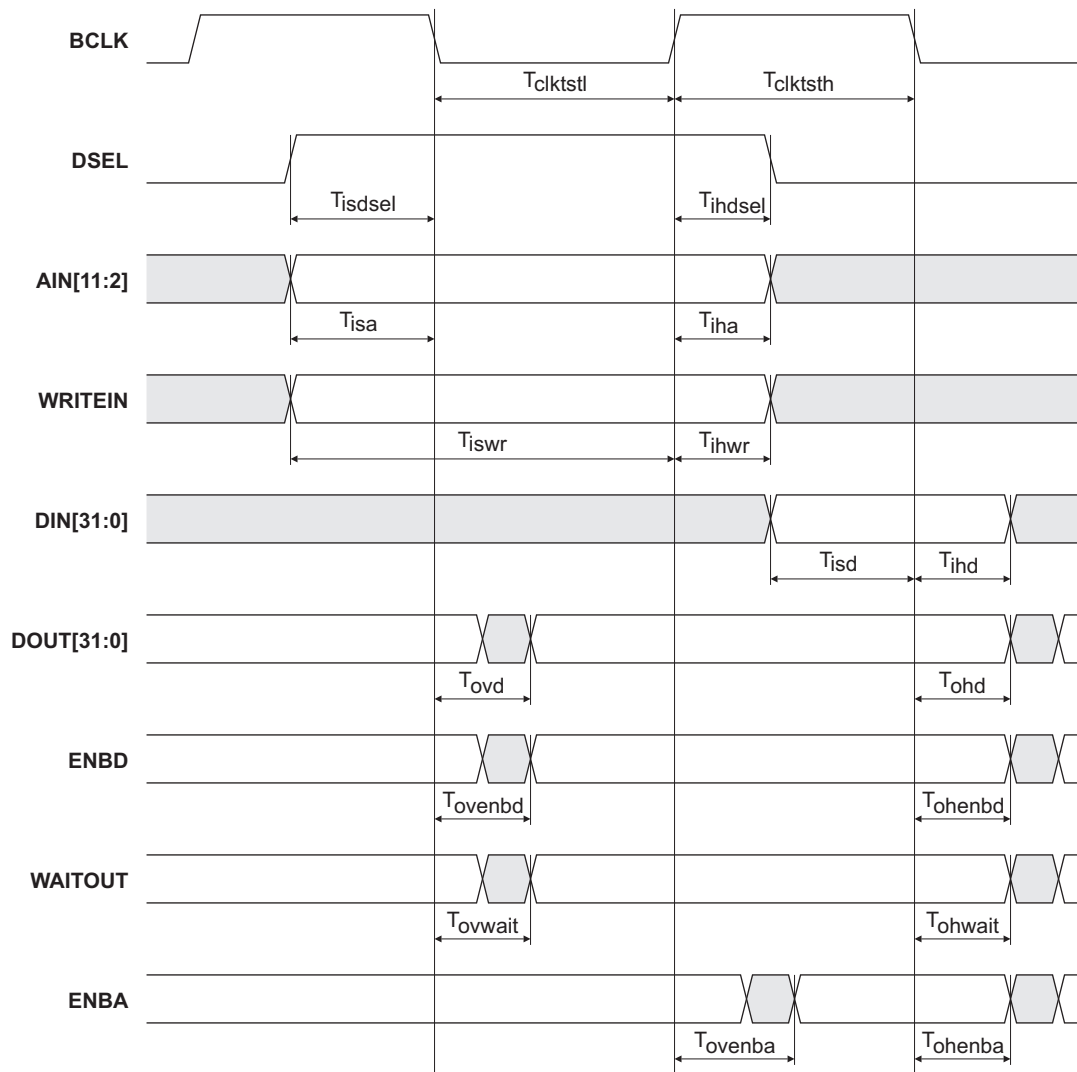 BCLK
Tclktstl
Tclktsth
DSEL
Tisdsel
Tihdsel
AIN[11:2]
Tisa
Tiha
WRITEIN
Tiswr
Tihwr
DIN[31:0]
Tisd
Tihd
DOUT[31:0]
Tovd
Tohd
ENBD
Tovenbd
Tohenbd
WAITOUT
Tovwait
Tohwait
ENBA
Tovenba
Tohenba